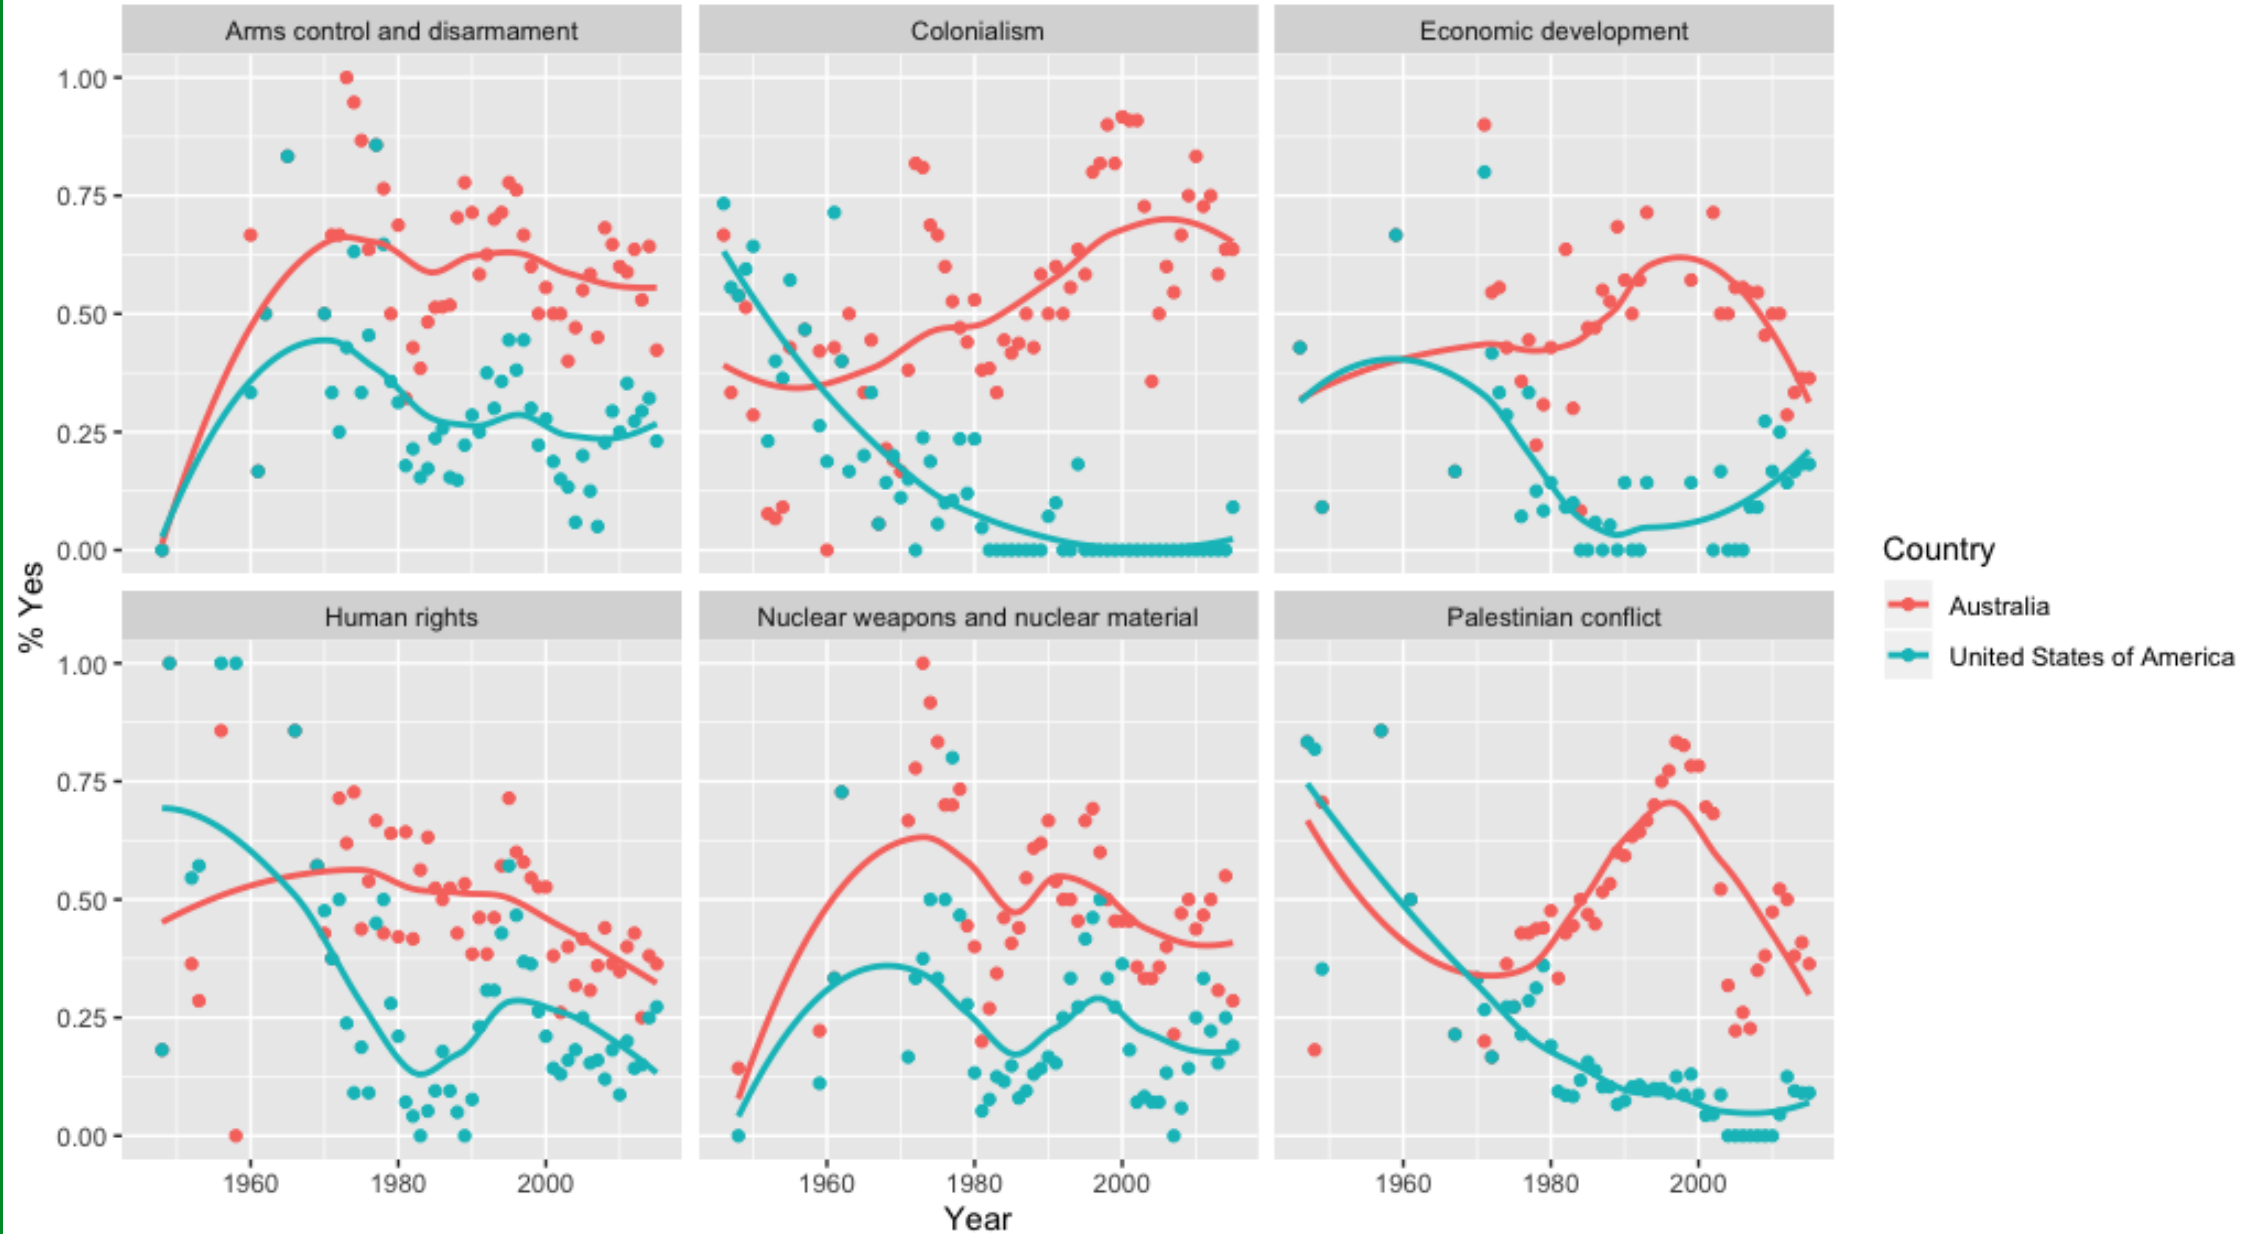 Arms control and disarmament
Colonialism
Economic development
1.00
0.75
0.50
0.25
0.00
Human rights
Nuclear weapons and nuclear material
Palestinian conflict
1.00
0.75
0.50
0.25
0.00
1960 1980 2000
1960 1980 2000
1960 1980 2000
% Yes
Year
Country
Australia
United States of America